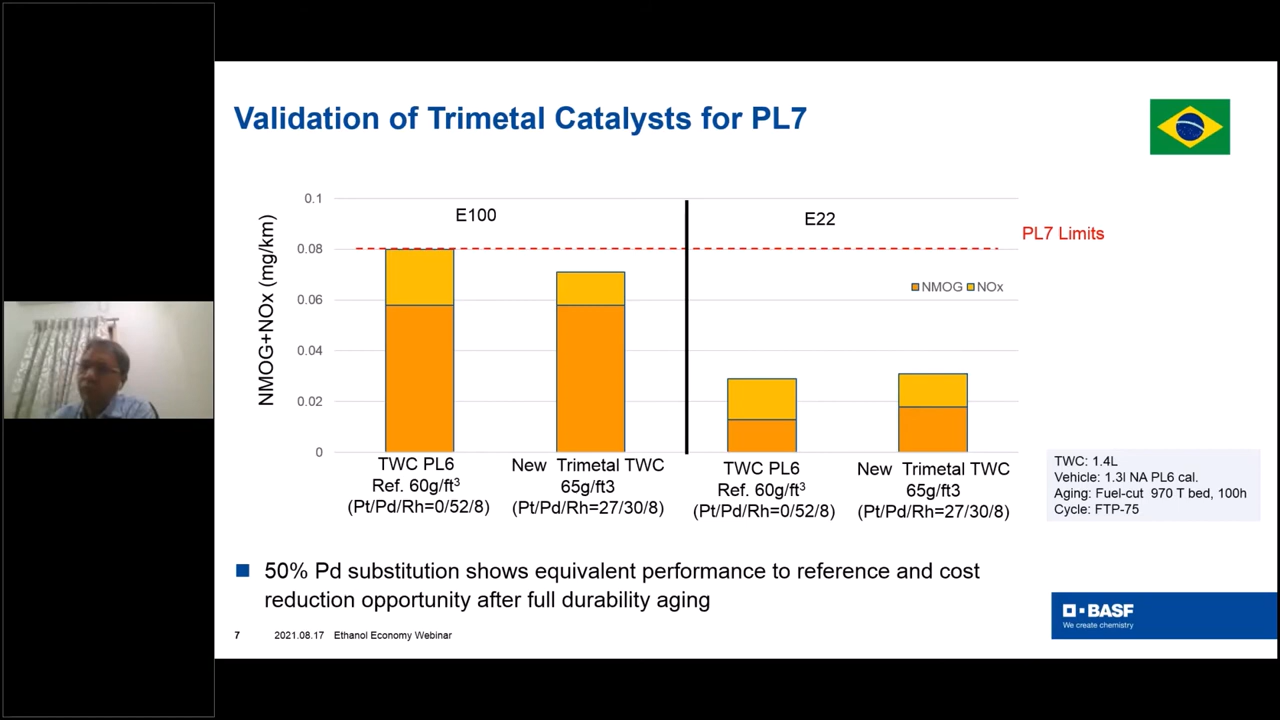 Validation of Trimetal Catalysts for PL7
NMOG+NOx (mg/km)
0.1
0.08
0.06
0.04
0.02
0
E100
E22
PL7 Limits
NMOG NOx
TWC PL6
Ref. 60g/ft³
(Pt/Pd/Rh=0/52/8)
New Trimetal TWC
65g/ft3
(Pt/Pd/Rh=27/30/8)
TWC PL6
Ref. 60g/ft³
(Pt/Pd/Rh=0/52/8)
New Trimetal TWC
65g/ft3
(Pt/Pd/Rh=27/30/8)
TWC: 1.4L
Vehicle: 1.3l NA PL6 cal.
Aging: Fuel-cut 970 T bed, 100h
Cycle: FTP-75
50% Pd substitution shows equivalent performance to reference and cost
reduction opportunity after full durability aging
7 2021.08.17 Ethanol Economy Webinar
BASF
We create chemistry